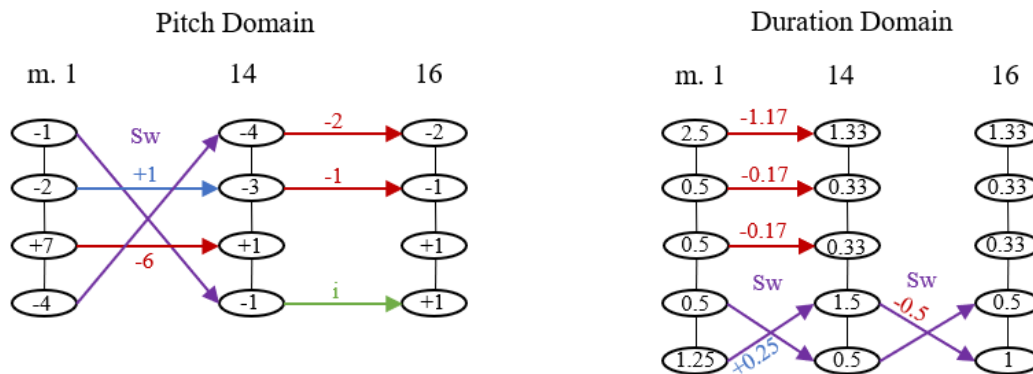 Pitch Domain Duration Domain
m. 1 14 16 m. 1 14 16
-1 Sw -4 -2 -2 2.5 -1.17 1.33 1.33
-2 +1 -3 -1 -1 0.5 -0.17 0.33 0.33
+7 -6 +1 +1 0.5 -0.17 0.33 0.33
-4 -1 i +1 0.5 Sw 1.5 Sw -0.5 0.5
1.25 +0.25 0.5 1